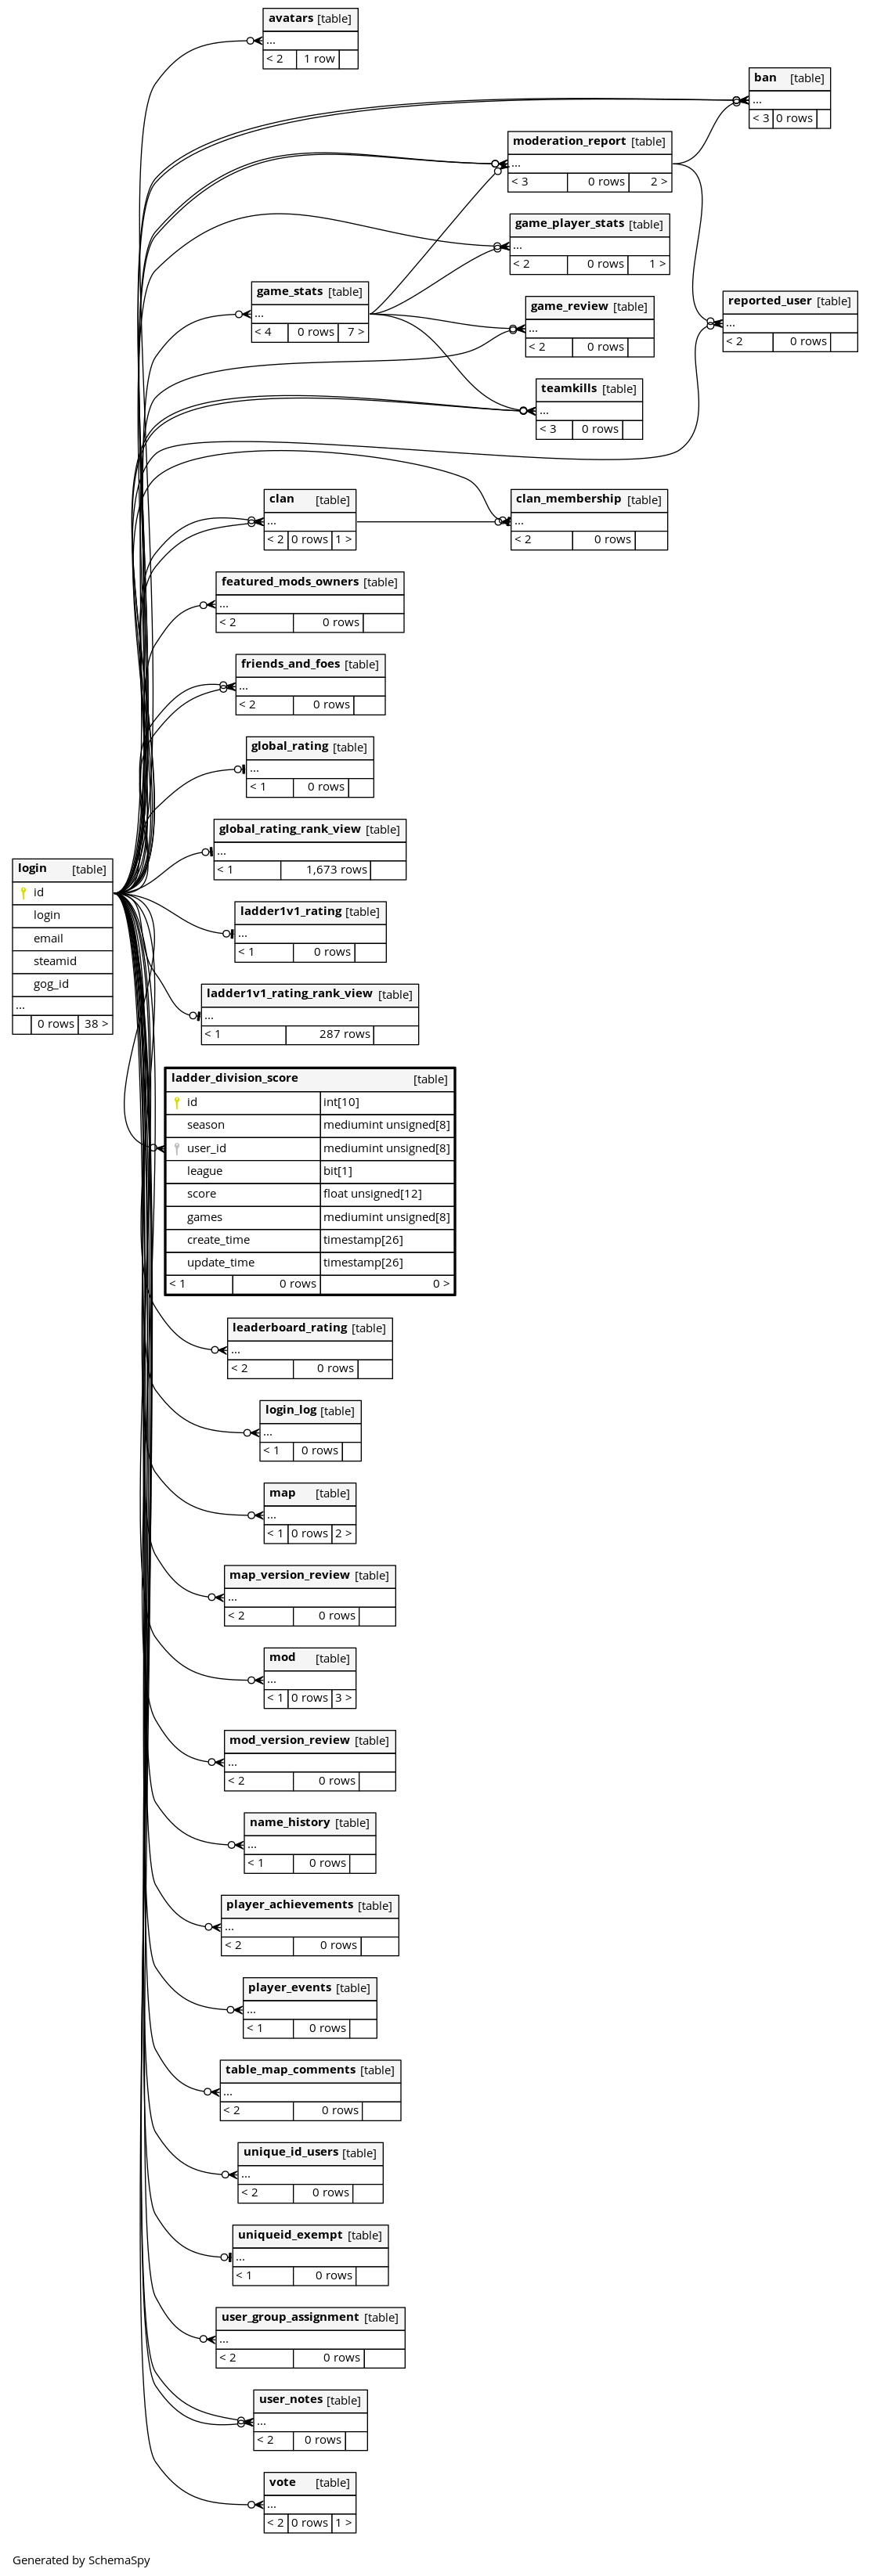 avatars [table]
...
< 2 1 row
ban [table]
...
< 3 0 rows
moderation_report [table]
...
< 3 0 rows 2 >
game_player_stats [table]
...
< 2 0 rows 1 >
game_stats [table]
...
< 4 0 rows 7 >
game_review [table]
...
< 2 0 rows
reported_user [table]
...
< 2 0 rows
teamkills [table]
...
< 3 0 rows
clan [table]
...
< 2 0 rows 1 >
clan_membership [table]
...
< 2 0 rows
featured_mods_owners [table]
...
< 2 0 rows
friends_and_foes [table]
...
< 2 0 rows
global_rating [table]
...
< 1 0 rows
global_rating_rank_view [table]
...
< 1 1,673 rows
login [table]
id
login
email
steamid
gog_id
...
0 rows 38 >
ladder1v1_rating [table]
...
< 1 0 rows
ladder1v1_rating_rank_view [table]
...
< 1 287 rows
ladder_division_score [table]
id int[10]
season mediumint unsigned[8]
user_id mediumint unsigned[8]
league bit[1]
score float unsigned[12]
games mediumint unsigned[8]
create_time timestamp[26]
update_time timestamp[26]
< 1 0 rows 0 >
leaderboard_rating [table]
...
< 2 0 rows
login_log [table]
...
< 1 0 rows
map [table]
...
< 1 0 rows 2 >
map_version_review [table]
...
< 2 0 rows
mod [table]
...
< 1 0 rows 3 >
mod_version_review [table]
...
< 2 0 rows
name_history [table]
...
< 1 0 rows
player_achievements [table]
...
< 2 0 rows
player_events [table]
...
< 1 0 rows
table_map_comments [table]
...
< 2 0 rows
unique_id_users [table]
...
< 2 0 rows
uniqueid_exempt [table]
...
< 1 0 rows
user_group_assignment [table]
...
< 2 0 rows
user_notes [table]
...
< 2 0 rows
vote [table]
...
< 2 0 rows 1 >
Generated by SchemaSpy